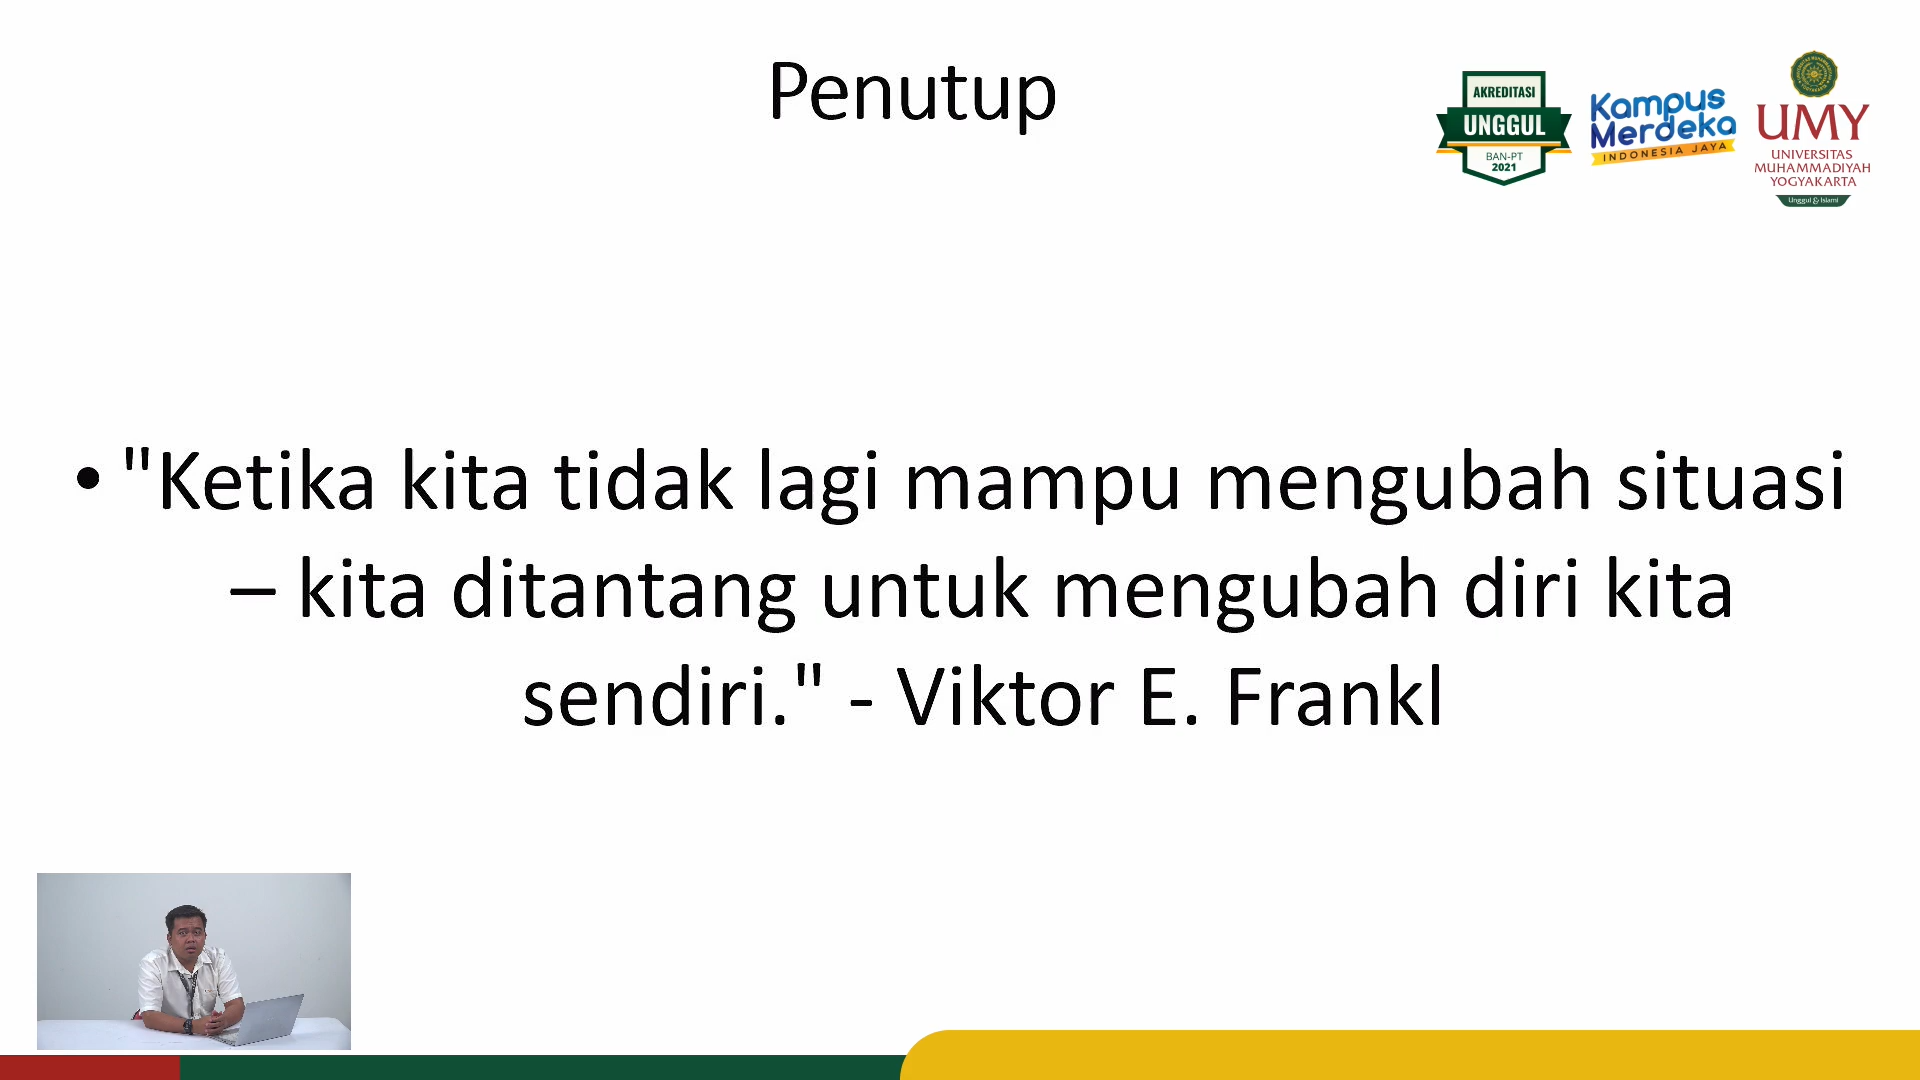 Penutup
AKREDITASI
UNGGUL
BAN-PT
2021
Kampus
Merdeka
INDONESIA JAYA
UMY
UNIVERSITAS
MUHAMMADIYAH
YOGYAKARTA
Unggul & Islami
• "Ketika kita tidak lagi mampu mengubah situasi
– kita ditantang untuk mengubah diri kita
sendiri." - Viktor E. Frankl